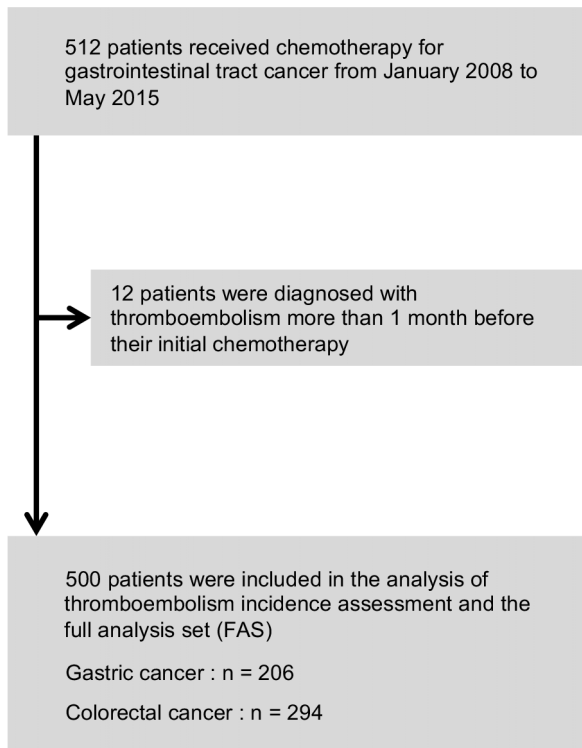 512 patients received chemotherapy for
gastrointestinal tract cancer from January 2008 to
May 2015
12 patients were diagnosed with
thromboembolism more than 1 month before
their initial chemotherapy
500 patients were included in the analysis of
thromboembolism incidence assessment and the
full analysis set (FAS)
Gastric cancer : n = 206
Colorectal cancer : n = 294